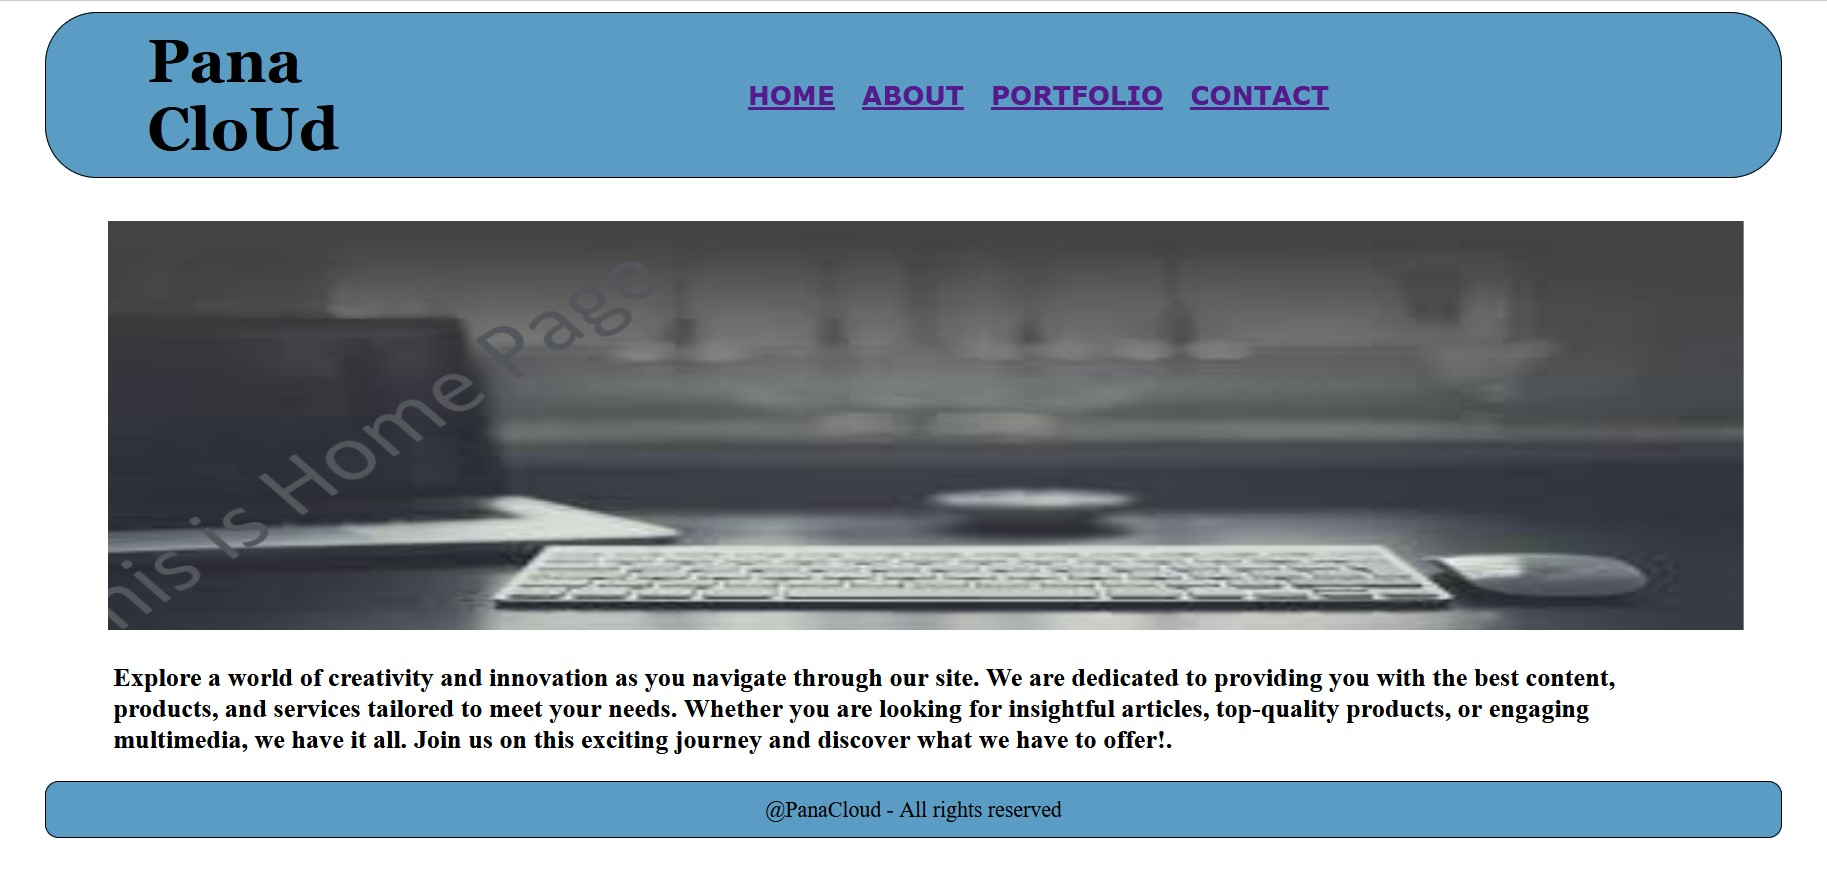 Pana
CloUd
HOME ABOUT PORTFOLIO CONTACT
is Home Page
Explore a world of creativity and innovation as you navigate through our site. We are dedicated to providing you with the best content,
products, and services tailored to meet your needs. Whether you are looking for insightful articles, top-quality products, or engaging
multimedia, we have it all. Join us on this exciting journey and discover what we have to offer!.
@PanaCloud - All rights reserved